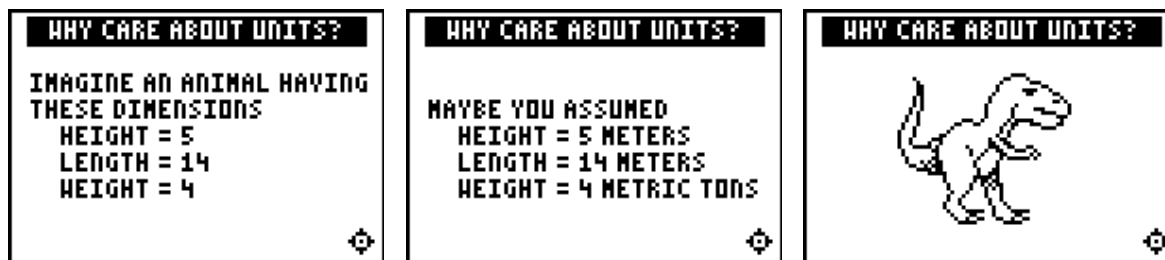 WHY CARE ABOUT UNITS?
IMAGINE AN ANIMAL HAVING
THESE DIMENSIONS
HEIGHT = 5
LENGTH = 14
WEIGHT = 4
WHY CARE ABOUT UNITS?
MAYBE YOU ASSUMED
HEIGHT = 5 METERS
LENGTH = 14 METERS
WEIGHT = 4 METRIC TONS
WHY CARE ABOUT UNITS?